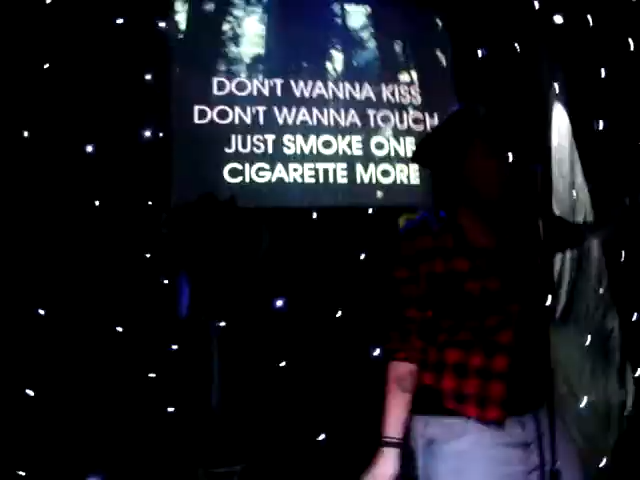 DON'T WANNA KISS
DON'T WANNA TOUCH
JUST SMOKE ONE
CIGARETTE MORE